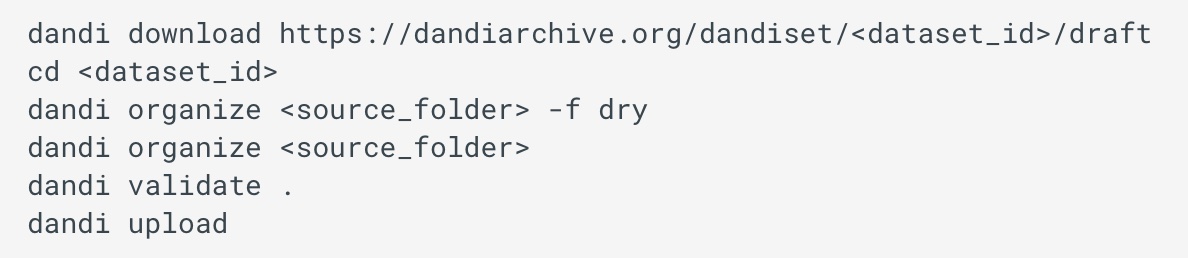 dandi download https://dandiarchive.org/dandiset/<dataset_id>/draft
cd <dataset_id>
dandi organize <source_folder> -f dry
dandi organize <source_folder>
dandi validate .
dandi upload